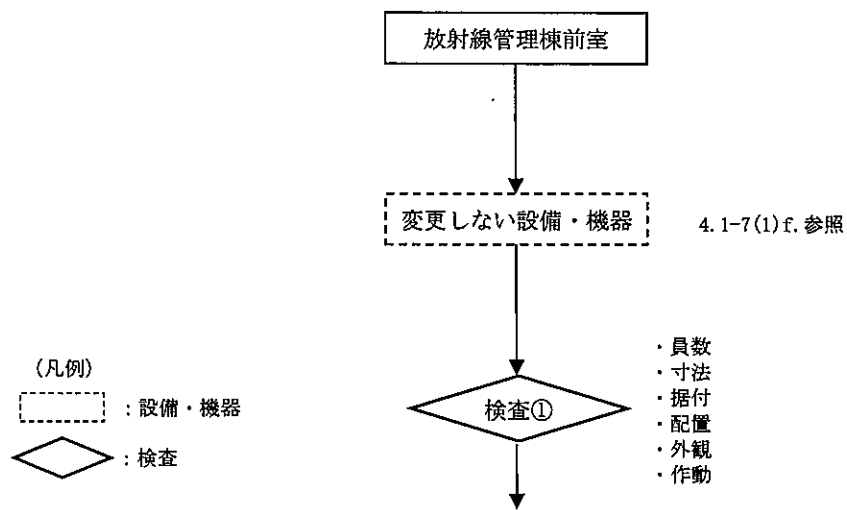 放射線管理棟前室
変更しない設備・機器
4.1-7(1)f.参照
検査①
・員数
・寸法
・据付
・配置
・外観
・作動
(凡例)
：設備・機器
：検査